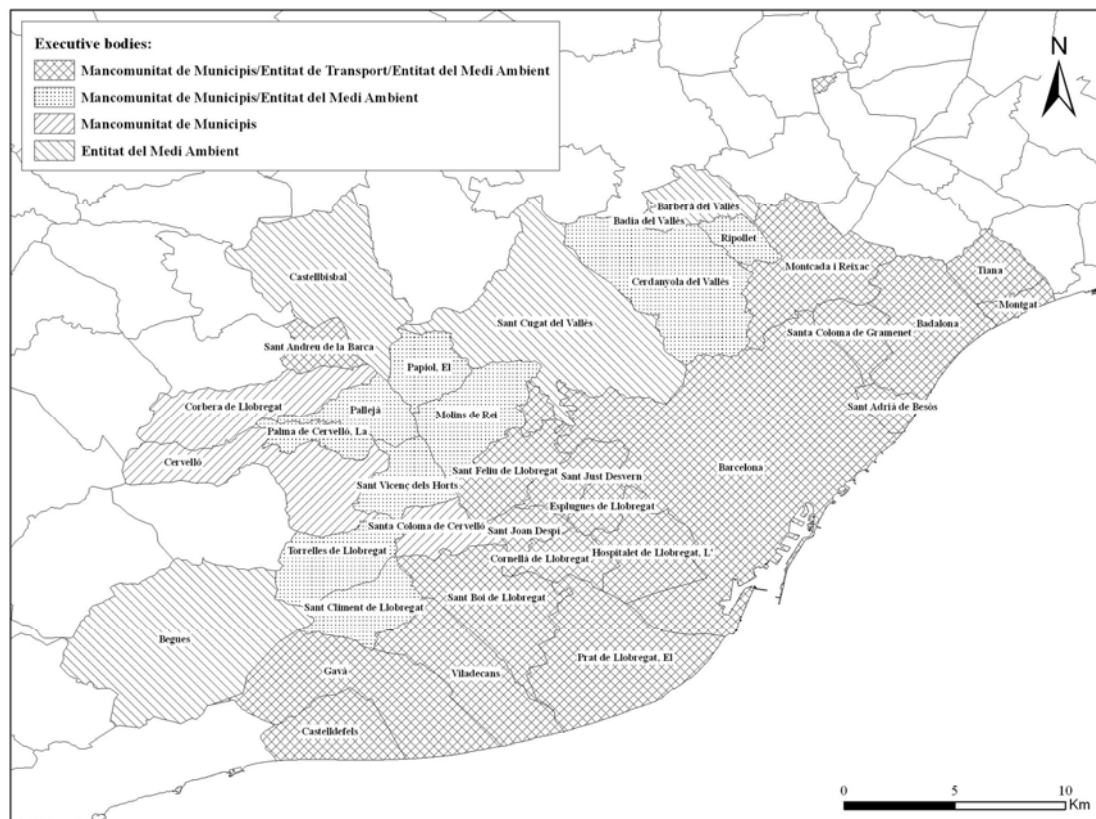 Executive bodies:
Mancomunitat de Municipis/Entitat de Transport/Entitat del Medi Ambient
Mancomunitat de Municipis/Entitat del Medi Ambient
Mancomunitat de Municipis
Entitat del Medi Ambient
N
Barberà del Vallès
Badia del Vallès
Ripollet
Castellbisbal
Montcada i Reixac
Tiana
Cerdanyola del Vallès
Montgat
Sant Cugat del Vallès
Badalona
Santa Coloma de Gramenet
Sant Andreu de la Barca
Papiol, El
Corbera de Llobregat
Pallejà
Molins de Rei
Sant Adrià de Besòs
Palma de Cervelló, La
Cervelló
Sant Feliu de Llobregat
Sant Just Desvern
Barcelona
Sant Vicenç dels Horts
Esplugues de Llobregat
Santa Coloma de Cervelló
Sant Joan Despí
Torrelles de Llobregat
Cornellà de Llobregat
Hospitalet de Llobregat, L'
Sant Climent de Llobregat
Sant Boi de Llobregat
Begues
Prat de Llobregat, El
Gavà
Viladecans
Castelldefels
0 5 10
Km